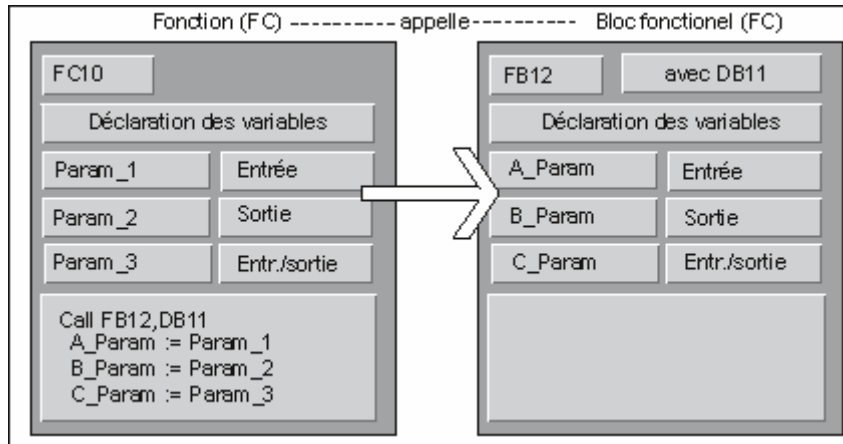 Fonction (FC) ----------- appelle----------- Bloc fonctionel (FC)
FC10
Déclaration des variables
Param_1 Entrée
Param_2 Sortie
Param_3 Entr./sortie
Call FB12,DB11
A_Param := Param_1
B_Param := Param_2
C_Param := Param_3
FB12 avec DB11
Déclaration des variables
A_Param Entrée
B_Param Sortie
C_Param Entr./sortie